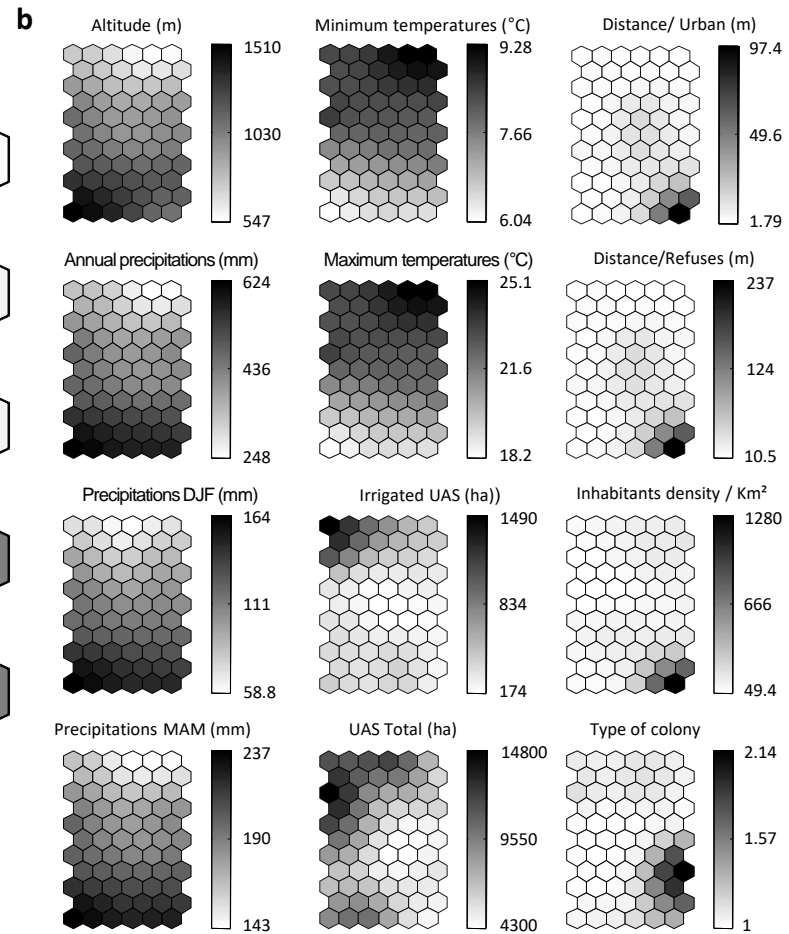 b
Altitude (m)
1510
1030
547
Minimum temperatures (°C)
9.28
7.66
6.04
Distance/ Urban (m)
97.4
49.6
1.79
Annual precipitations (mm)
624
436
248
Maximum temperatures (°C)
25.1
21.6
18.2
Distance/Refuses (m)
237
124
10.5
Precipitations DJF (mm)
164
111
58.8
Irrigated UAS (ha))
1490
834
174
Inhabitants density / Km²
1280
666
49.4
Precipitations MAM (mm)
237
190
143
UAS Total (ha)
14800
9550
4300
Type of colony
2.14
1.57
1